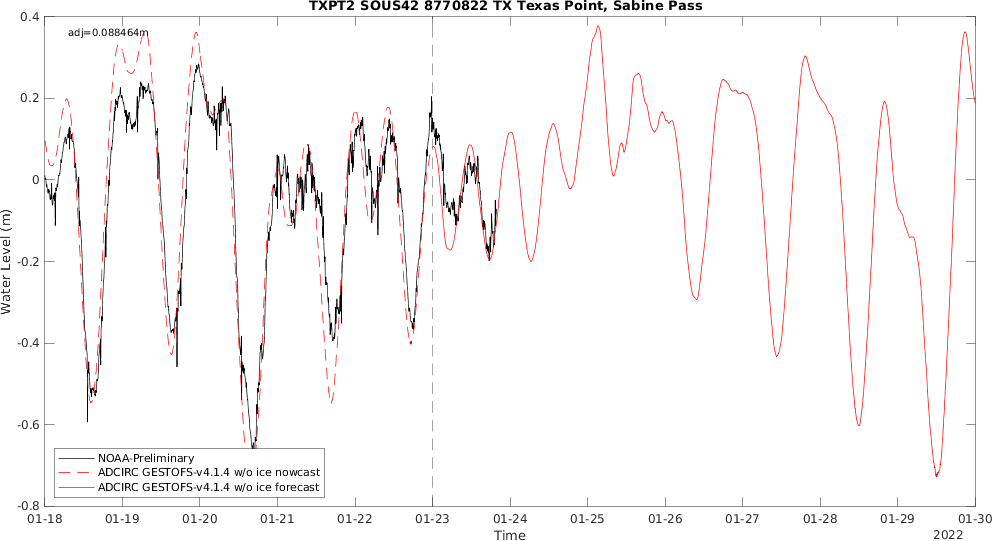 TXPT2 SOUS42 8770822 TX Texas Point, Sabine Pass
adj=0.088464m
0.4
0.2
0
-0.2
-0.4
-0.6
-0.8
Water Level (m)
NOAA-Preliminary
ADCIRC GESTOFS-v4.1.4 w/o ice nowcast
ADCIRC GESTOFS-v4.1.4 w/o ice forecast
01-18 01-19 01-20 01-21 01-22 01-23 01-24 01-25 01-26 01-27 01-28 01-29 01-30
Time
2022